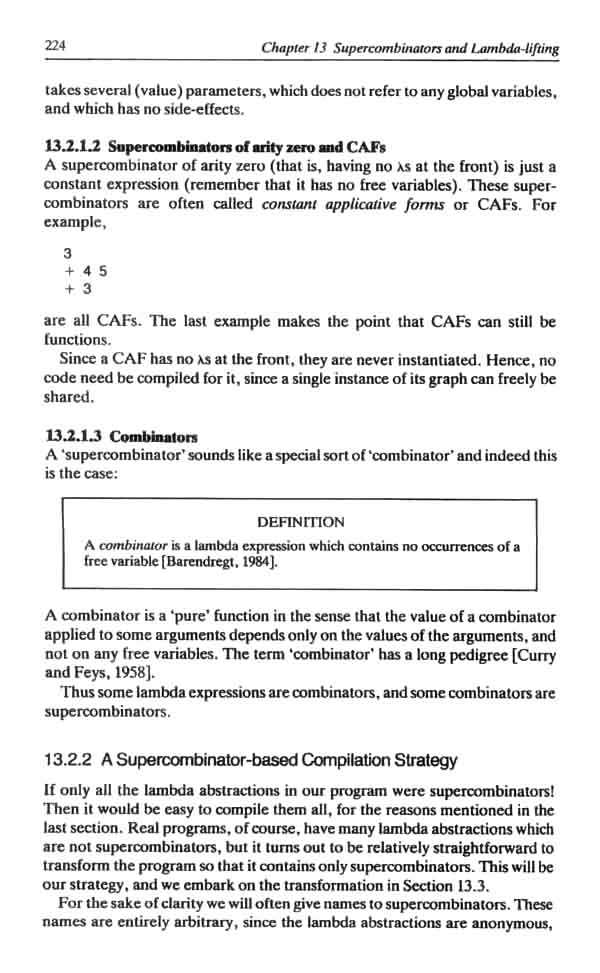 224
Chapter 13 Supercombinators and Lambda-lifting
takes several (value) parameters, which does not refer to any global variables,
and which has no side-effects.
13.2.1.2 Supercombinators of arity zero and CAFs
A supercombinator of arity zero (that is, having no λs at the front) is just a
constant expression (remember that it has no free variables). These super-
combinators are often called constant applicative forms or CAFs. For
example,
3
+ 4 5
+ 3
are all CAFs. The last example makes the point that CAFs can still be
functions.
Since a CAF has no λs at the front, they are never instantiated. Hence, no
code need be compiled for it, since a single instance of its graph can freely be
shared.
13.2.1.3 Combinators
A ‘supercombinator’ sounds like a special sort of ‘combinator’ and indeed this
is the case:
DEFINITION
A combinator is a lambda expression which contains no occurrences of a
free variable [Barendregt, 1984].
A combinator is a ‘pure’ function in the sense that the value of a combinator
applied to some arguments depends only on the values of the arguments, and
not on any free variables. The term ‘combinator’ has a long pedigree [Curry
and Feys, 1958].
Thus some lambda expressions are combinators, and some combinators are
supercombinators.
13.2.2 A Supercombinator-based Compilation Strategy
If only all the lambda abstractions in our program were supercombinators!
Then it would be easy to compile them all, for the reasons mentioned in the
last section. Real programs, of course, have many lambda abstractions which
are not supercombinators, but it turns out to be relatively straightforward to
transform the program so that it contains only supercombinators. This will be
our strategy, and we embark on the transformation in Section 13.3.
For the sake of clarity we will often give names to supercombinators. These
names are entirely arbitrary, since the lambda abstractions are anonymous,